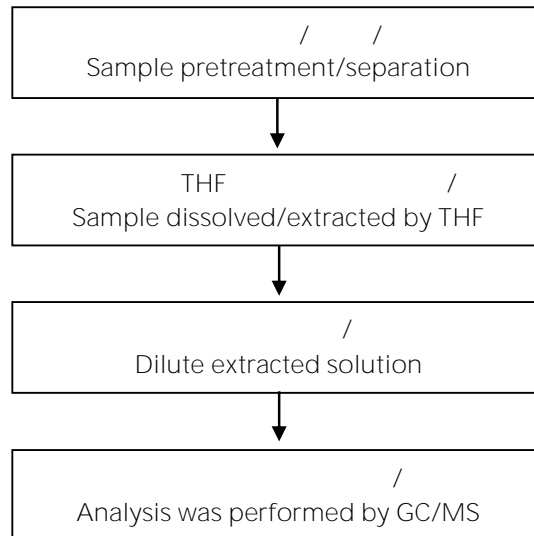 / /
Sample pretreatment/separation
THF /
Sample dissolved/extracted by THF
/
Dilute extracted solution
/
Analysis was performed by GC/MS